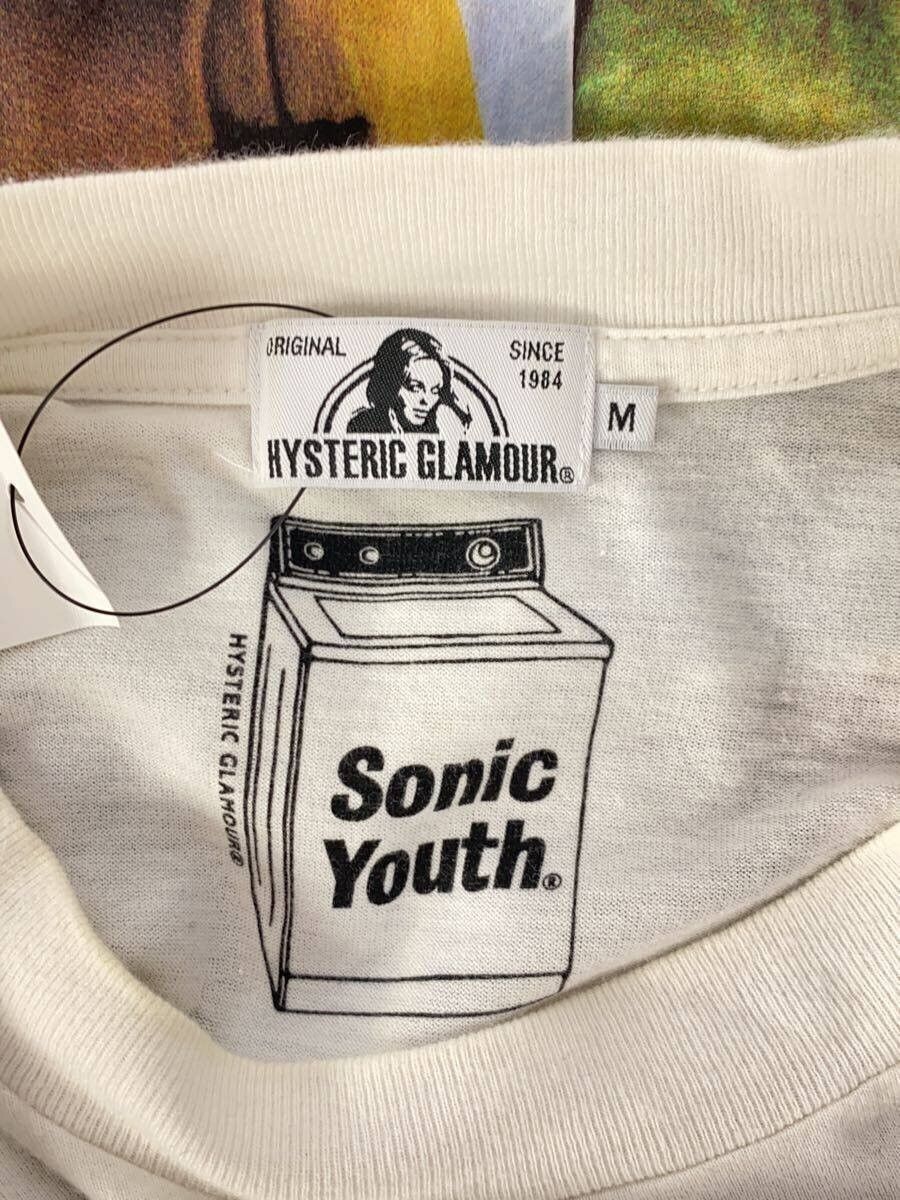 ORIGINAL
SINCE
1984
HYSTERIC GLAMOUR®
M
HYSTERIC GLAMOUR®
Sonic
Youth®